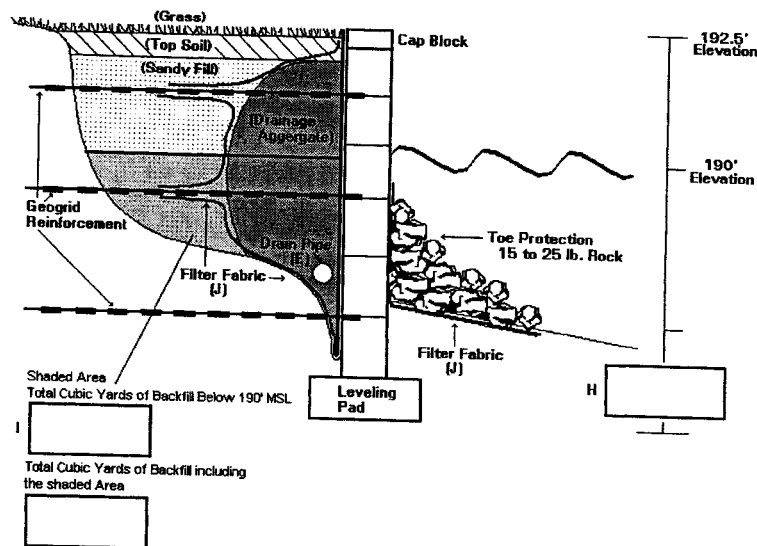 (Grass)
(Top Soil)
(Sandy Fill)
Cap Block
192.5'
Elevation
(Drainage
Aggergate)
190'
Elevation
Geogrid
Reinforcement
Drain Pipe
(E)
Filter Fabric
(J)
Toe Protection
15 to 25 lb. Rock
Filter Fabric
(J)
Shaded Area
Total Cubic Yards of Backfill Below 190' MSL
I
Leveling
Pad
H
Total Cubic Yards of Backfill including
the shaded Area